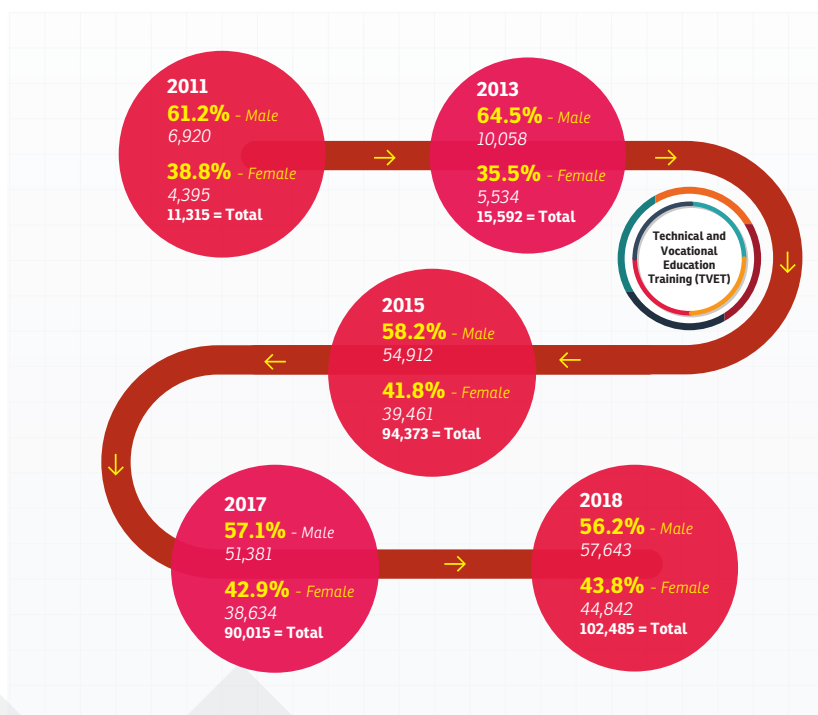 2011
61.2% - Male
6,920
38.8% - Female
4,395
11,315 = Total
2013
64.5% - Male
10,058
35.5% - Female
5,534
15,592 = Total
Technical and
Vocational
Education
Training (TVET)
2015
58.2% - Male
54,912
41.8% - Female
39,461
94,373 = Total
2017
57.1% - Male
51,381
42.9% - Female
38,634
90,015 = Total
2018
56.2% - Male
57,643
43.8% - Female
44,842
102,485 = Total